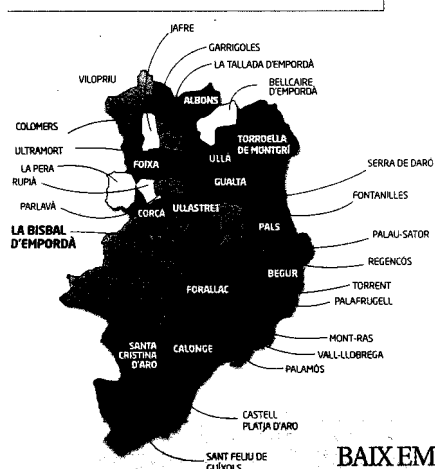 JAFRE
GARRIGOLES
LA TALLADA D'EMPORDÀ
VILOPRIU
BELLCAIRE
D'EMPORDÀ
ALBONS
COLOMERS
TORROELLA
DE MONTGRÍ
ULTRAMORT
FOIXÀ
ULLÀ
LA PERA
GUALTA
SERRA DE DARÓ
RUPIÀ
FONTANILLES
PARLAVÀ
CORÇÀ
ULLASTRET
LA BISBAL
D'EMPORDÀ
PALS
PALAU-SATOR
REGENCÓS
BEGUR
TORRENT
FORALLAC
PALAFRUGELL
MONT-RAS
SANTA
CRISTINA
D'ARO
CALONGE
VALL-LLOBREGA
PALAMÓS
CASTELL
PLATJA D'ARO
SANT FELIU DE
GUÍXOLS
BAIX EM